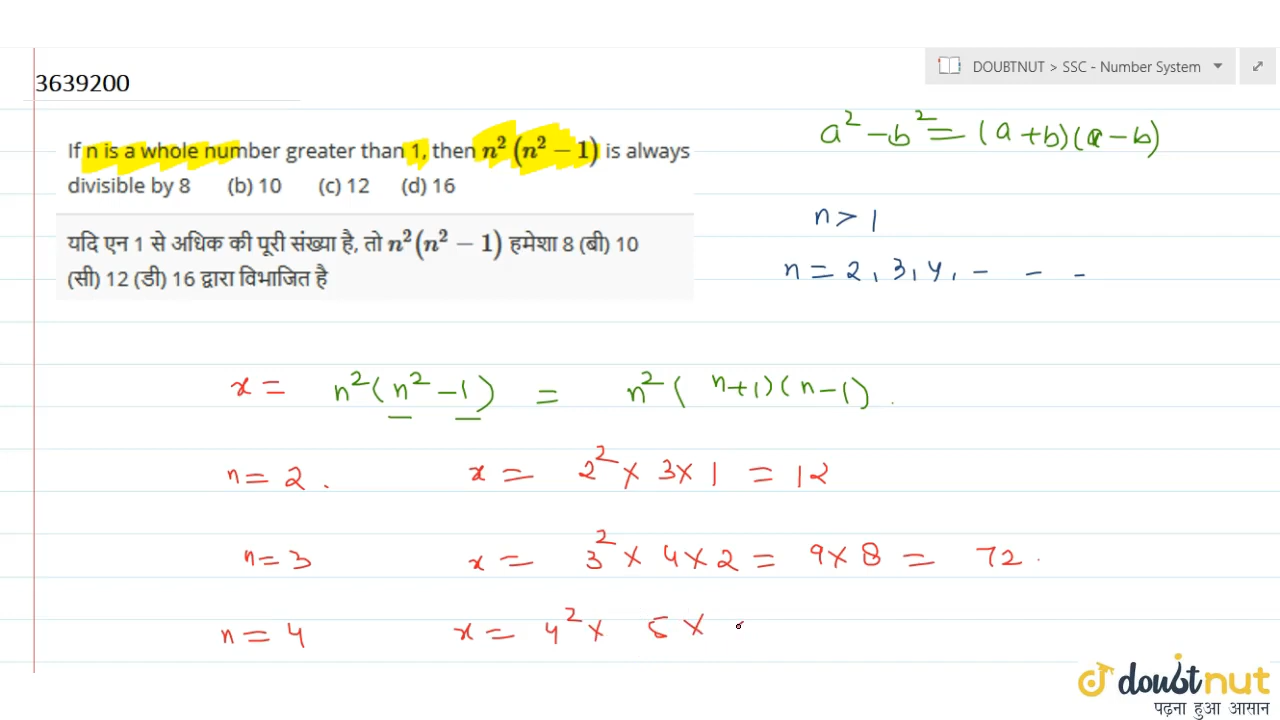 3639200
DOUBTNUT > SSC - Number System
If n is a whole number greater than 1, then n² (n² − 1) is always
divisible by 8 (b) 10 (c) 12 (d) 16
यदि एन 1 से अधिक की पूरी संख्या है, तो n² (n² − 1) हमेशा 8 (बी) 10
(सी) 12 (डी) 16 द्वारा विभाजित है
a² − b² = (a + b)(a − b)
n > 1
n = 2, 3, 4, - - -
x = n² (n² − 1) = n² ( n+1)(n − 1) .
n = 2 . x = 2² × 3 × 1 = 12
n = 3 x = 3² × 4 × 2 = 9 × 8 = 72 .
n = 4 x = 4² × 5 ×
doubtnut
पढ़ना हुआ आसान